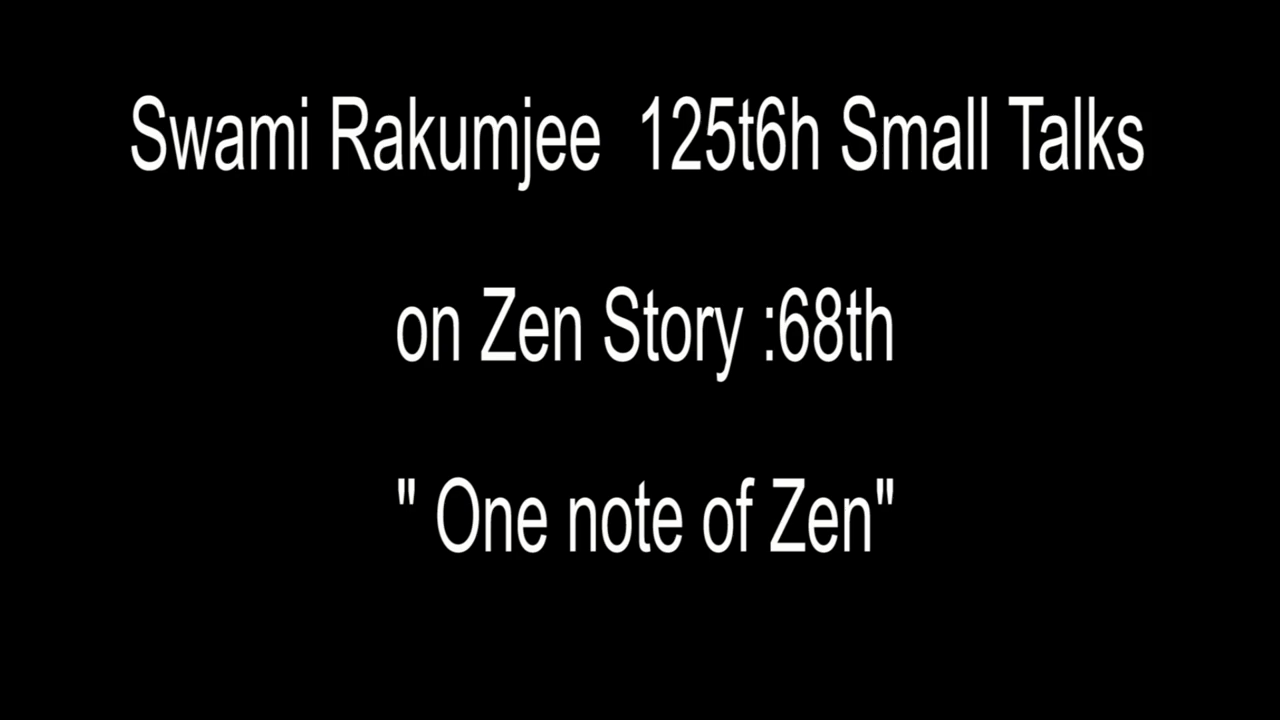 Swami Rakumjee  125t6h Small Talks
on Zen Story :68th
" One note of Zen"